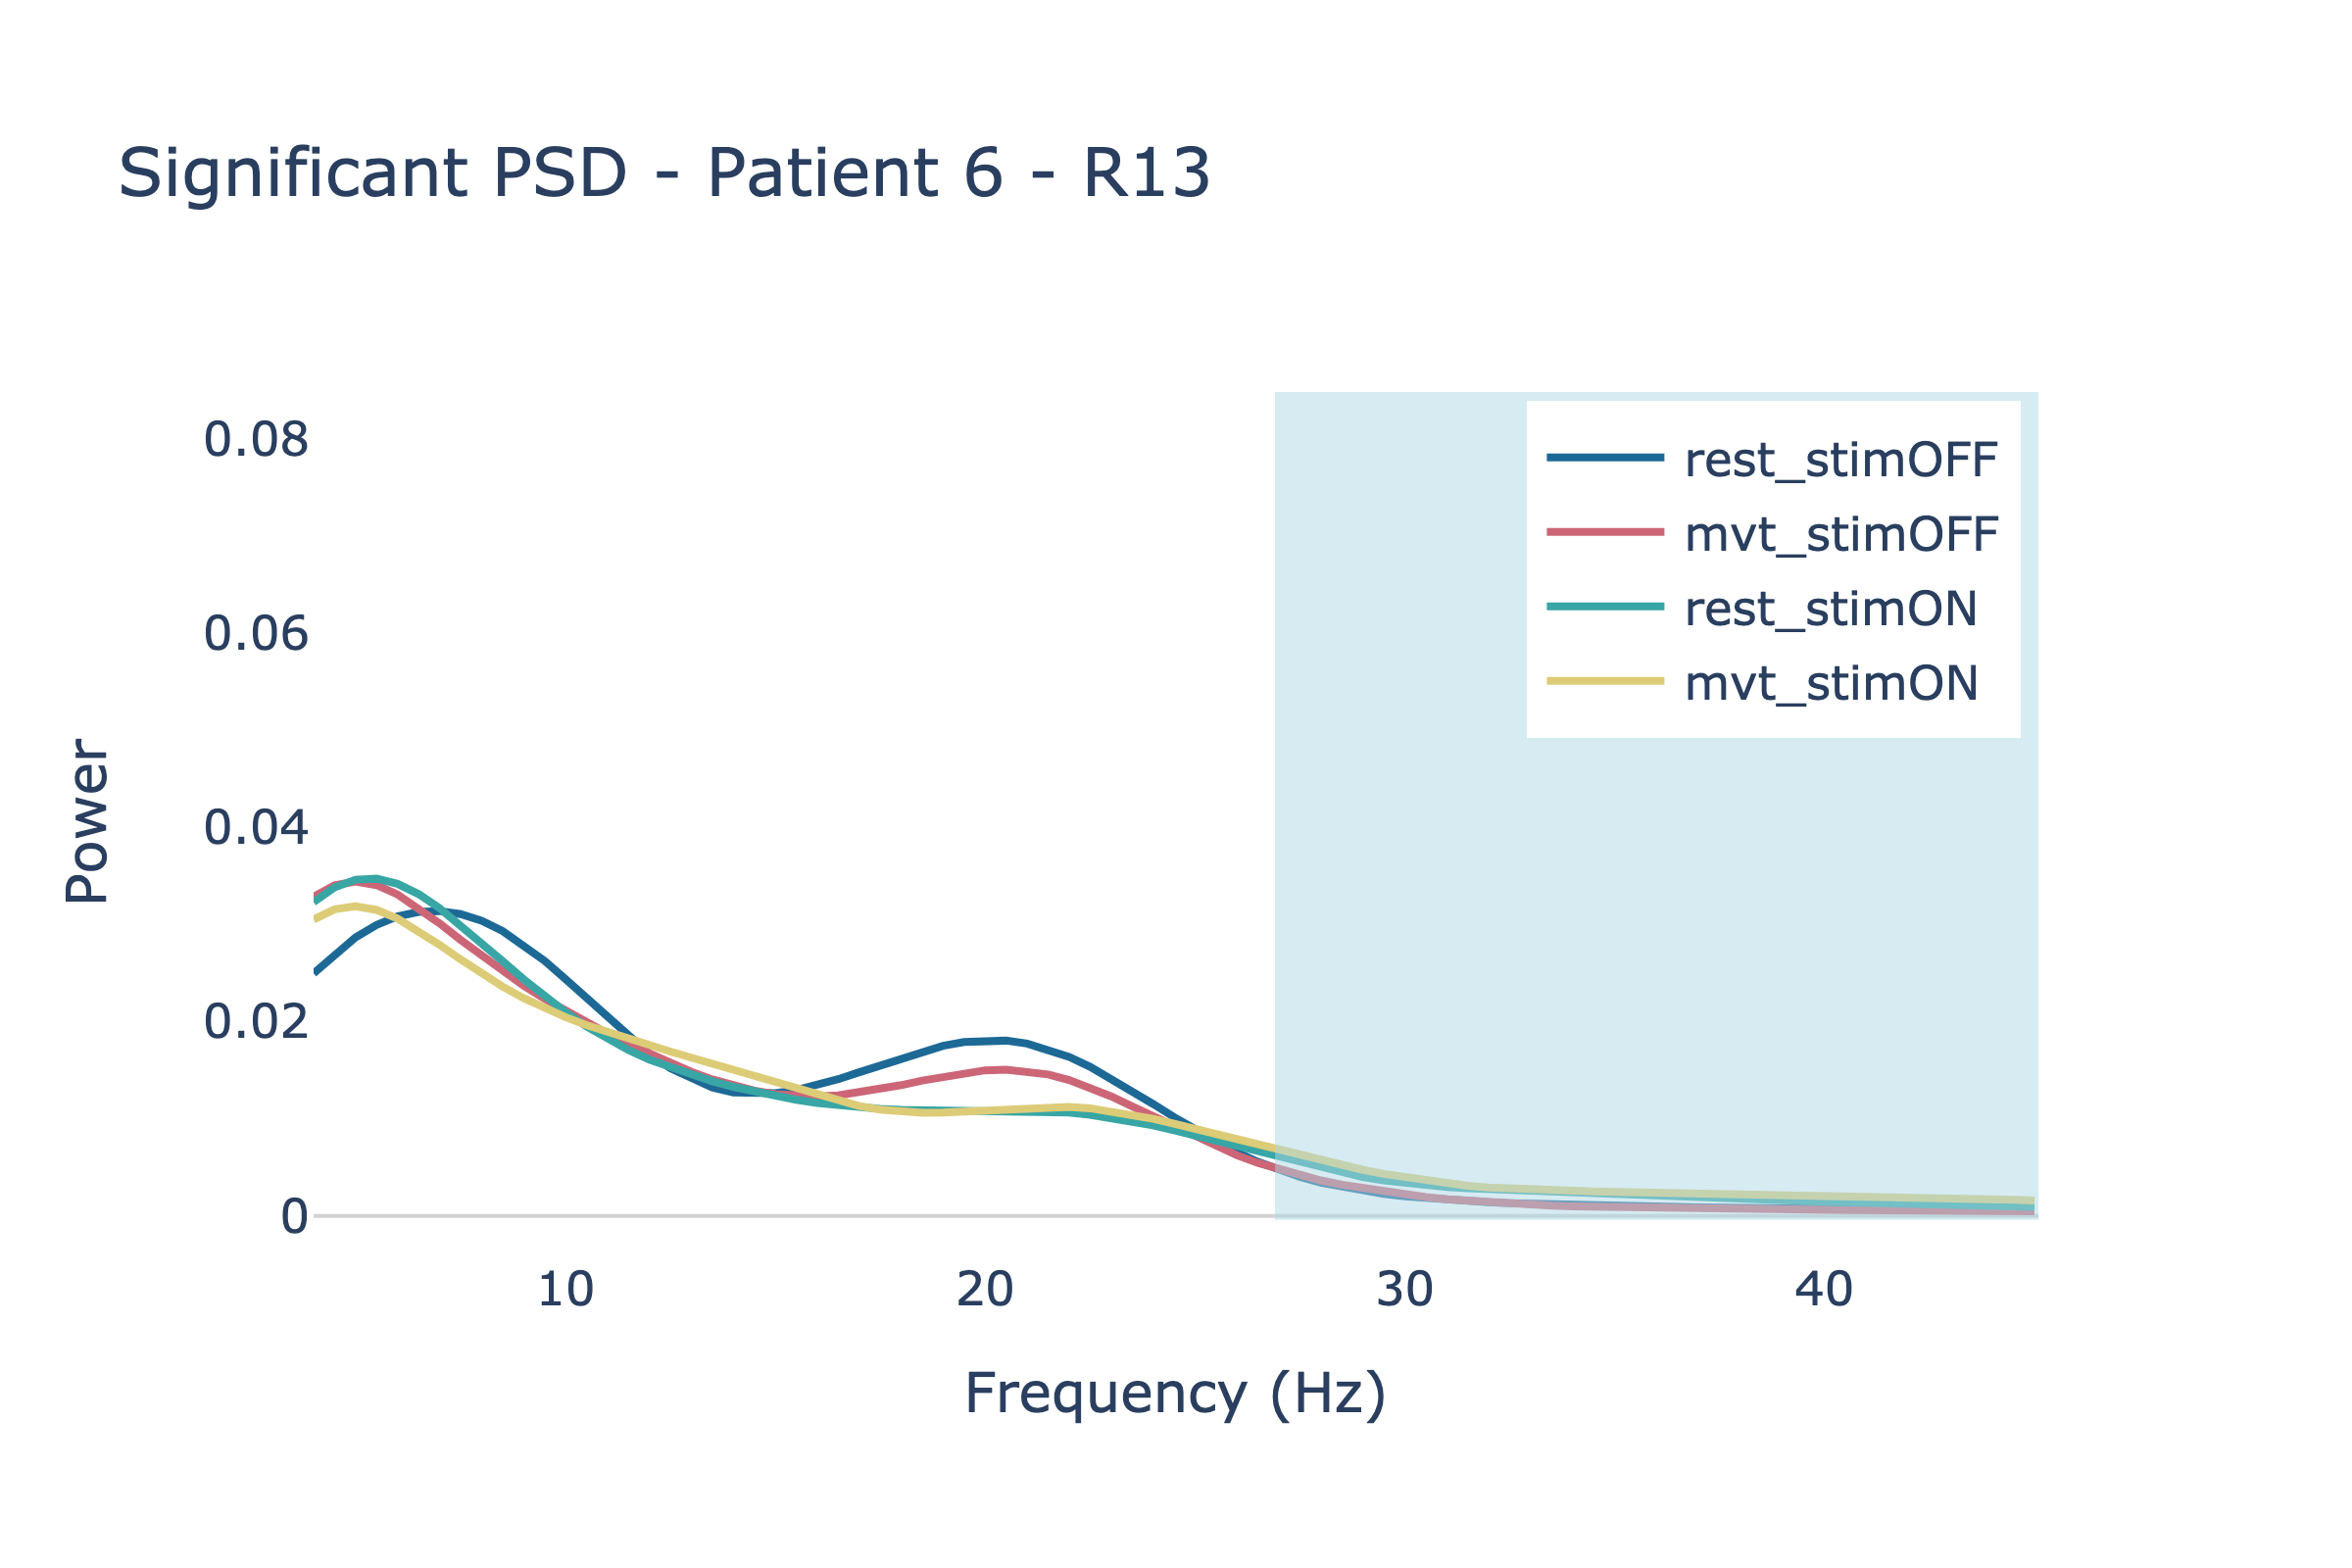 Significant PSD - Patient 6 - R13
rest_stimOFF
mvt_stimOFF
rest_stimON
mvt_stimON
Power
0.08
0.06
0.04
0.02
0
10 20 30 40
Frequency (Hz)